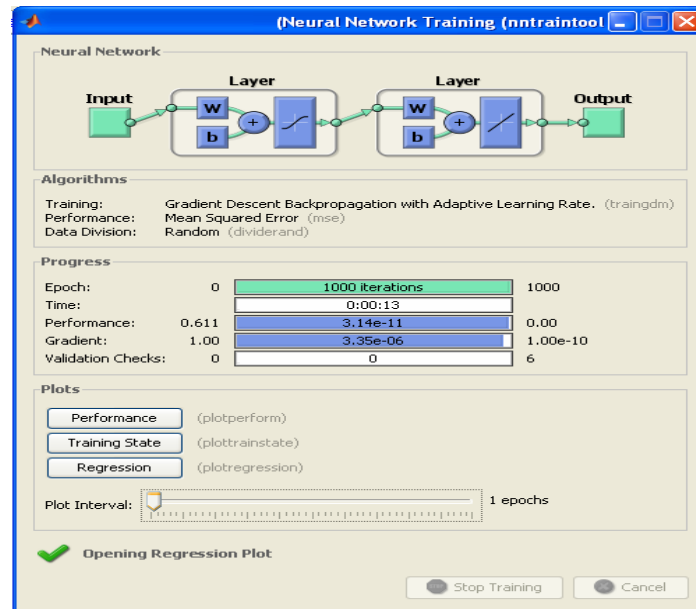 (Neural Network Training (nntraintool
Neural Network
Layer Layer
Input Output
W W
b b
Algorithms
Training: Gradient Descent Backpropagation with Adaptive Learning Rate. (traingdm)
Performance: Mean Squared Error (mse)
Data Division: Random (dividerand)
Progress
Epoch: 0 1000 iterations 1000
Time: 0:00:13
Performance: 0.611 3.14e-11 0.00
Gradient: 1.00 3.35e-06 1.00e-10
Validation Checks: 0 0 6
Plots
Performance (plotperform)
Training State (plottrainstate)
Regression (plotregression)
Plot Interval: 1 epochs
Opening Regression Plot
Stop Training Cancel